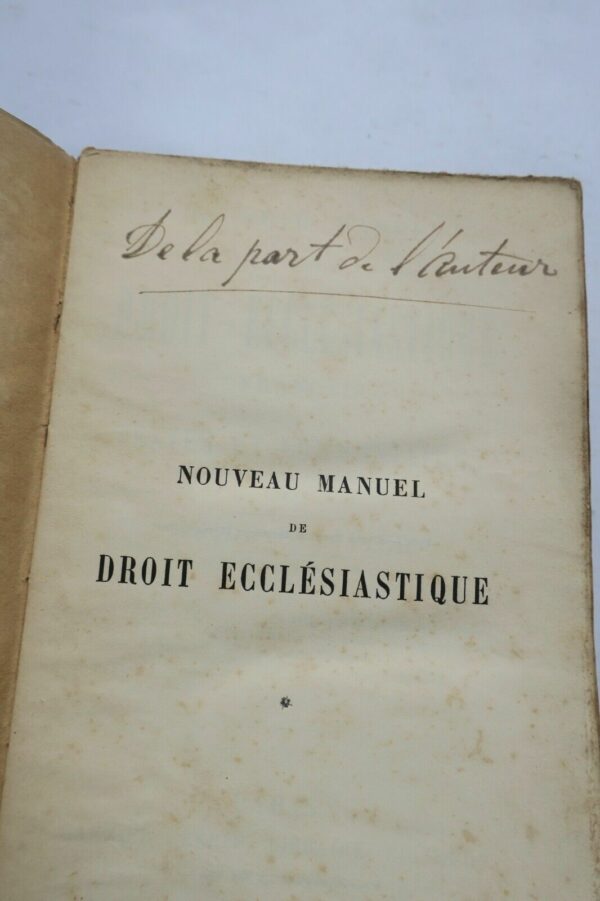 De la part de l'auteur
NOUVEAU MANUEL
DE
DROIT ECCLÉSIASTIQUE
*